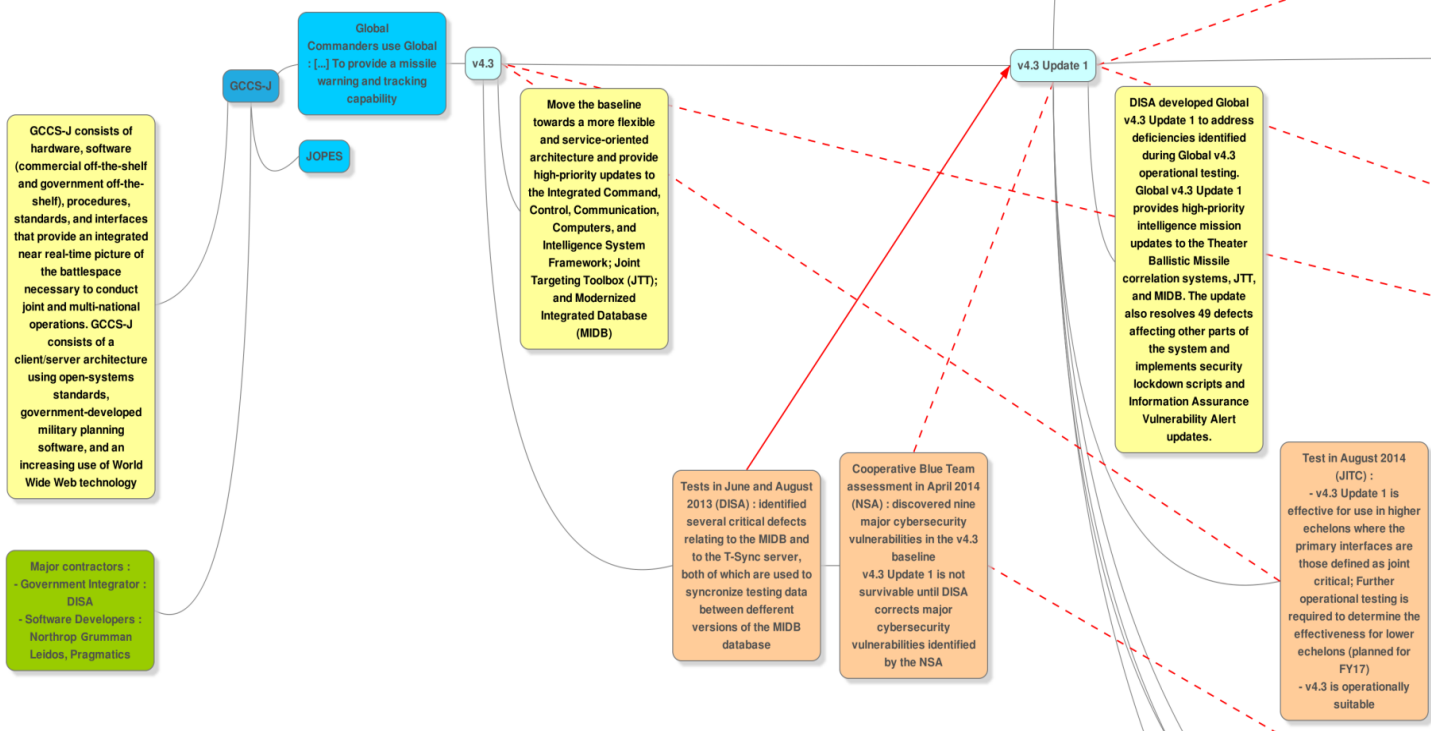 Global
Commanders use Global
: [...] To provide a missile
warning and tracking
capability
v4.3
v4.3 Update 1
GCCS-J
JOPES
GCCS-J consists of
hardware, software
(commercial off-the-shelf
and government off-the-
shelf), procedures,
standards, and interfaces
that provide an integrated
near real-time picture of
the battlespace
necessary to conduct
joint and multi-national
operations. GCCS-J
consists of a
client/server architecture
using open-systems
standards,
government-developed
military planning
software, and an
increasing use of World
Wide Web technology
Move the baseline
towards a more flexible
and service-oriented
architecture and provide
high-priority updates to
the Integrated Command,
Control, Communication,
Computers, and
Intelligence System
Framework; Joint
Targeting Toolbox (JTT);
and Modernized
Integrated Database
(MIDB)
DISA developed Global
v4.3 Update 1 to address
deficiencies identified
during Global v4.3
operational testing.
Global v4.3 Update 1
provides high-priority
intelligence mission
updates to the Theater
Ballistic Missile
correlation systems, JTT,
and MIDB. The update
also resolves 49 defects
affecting other parts of
the system and
implements security
lockdown scripts and
Information Assurance
Vulnerability Alert
updates.
Major contractors :
- Government Integrator :
DISA
- Software Developers :
Northrop Grumman
Leidos, Pragmatics
Tests in June and August
2013 (DISA) : identified
several critical defects
relating to the MIDB and
to the T-Sync server,
both of which are used to
syncronize testing data
between defferent
versions of the MIDB
database
Cooperative Blue Team
assessment in April 2014
(NSA) : discovered nine
major cybersecurity
vulnerabilities in the v4.3
baseline
v4.3 Update 1 is not
survivable until DISA
corrects major
cybersecurity
vulnerabilities identified
by the NSA
Test in August 2014
(JITC) :
- v4.3 Update 1 is
effective for use in higher
echelons where the
primary interfaces are
those defined as joint
critical; Further
operational testing is
required to determine the
effectiveness for lower
echelons (planned for
FY17)
- v4.3 is operationally
suitable